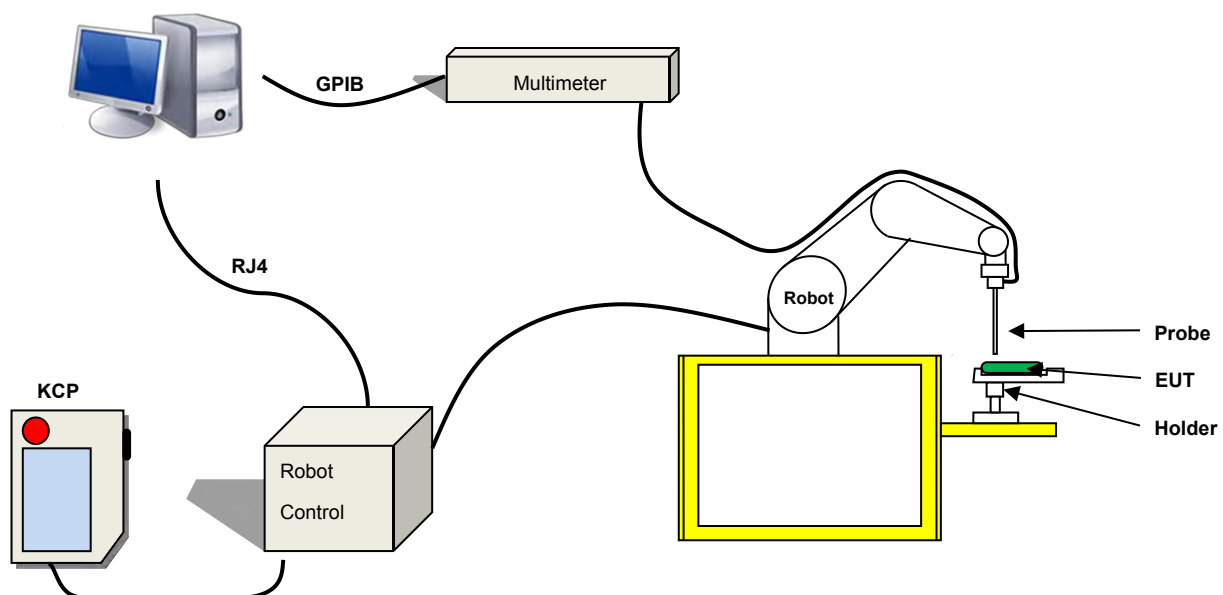 GPIB
Multimeter
RJ4
Robot
Probe
EUT
KCP
Holder
Robot
Control